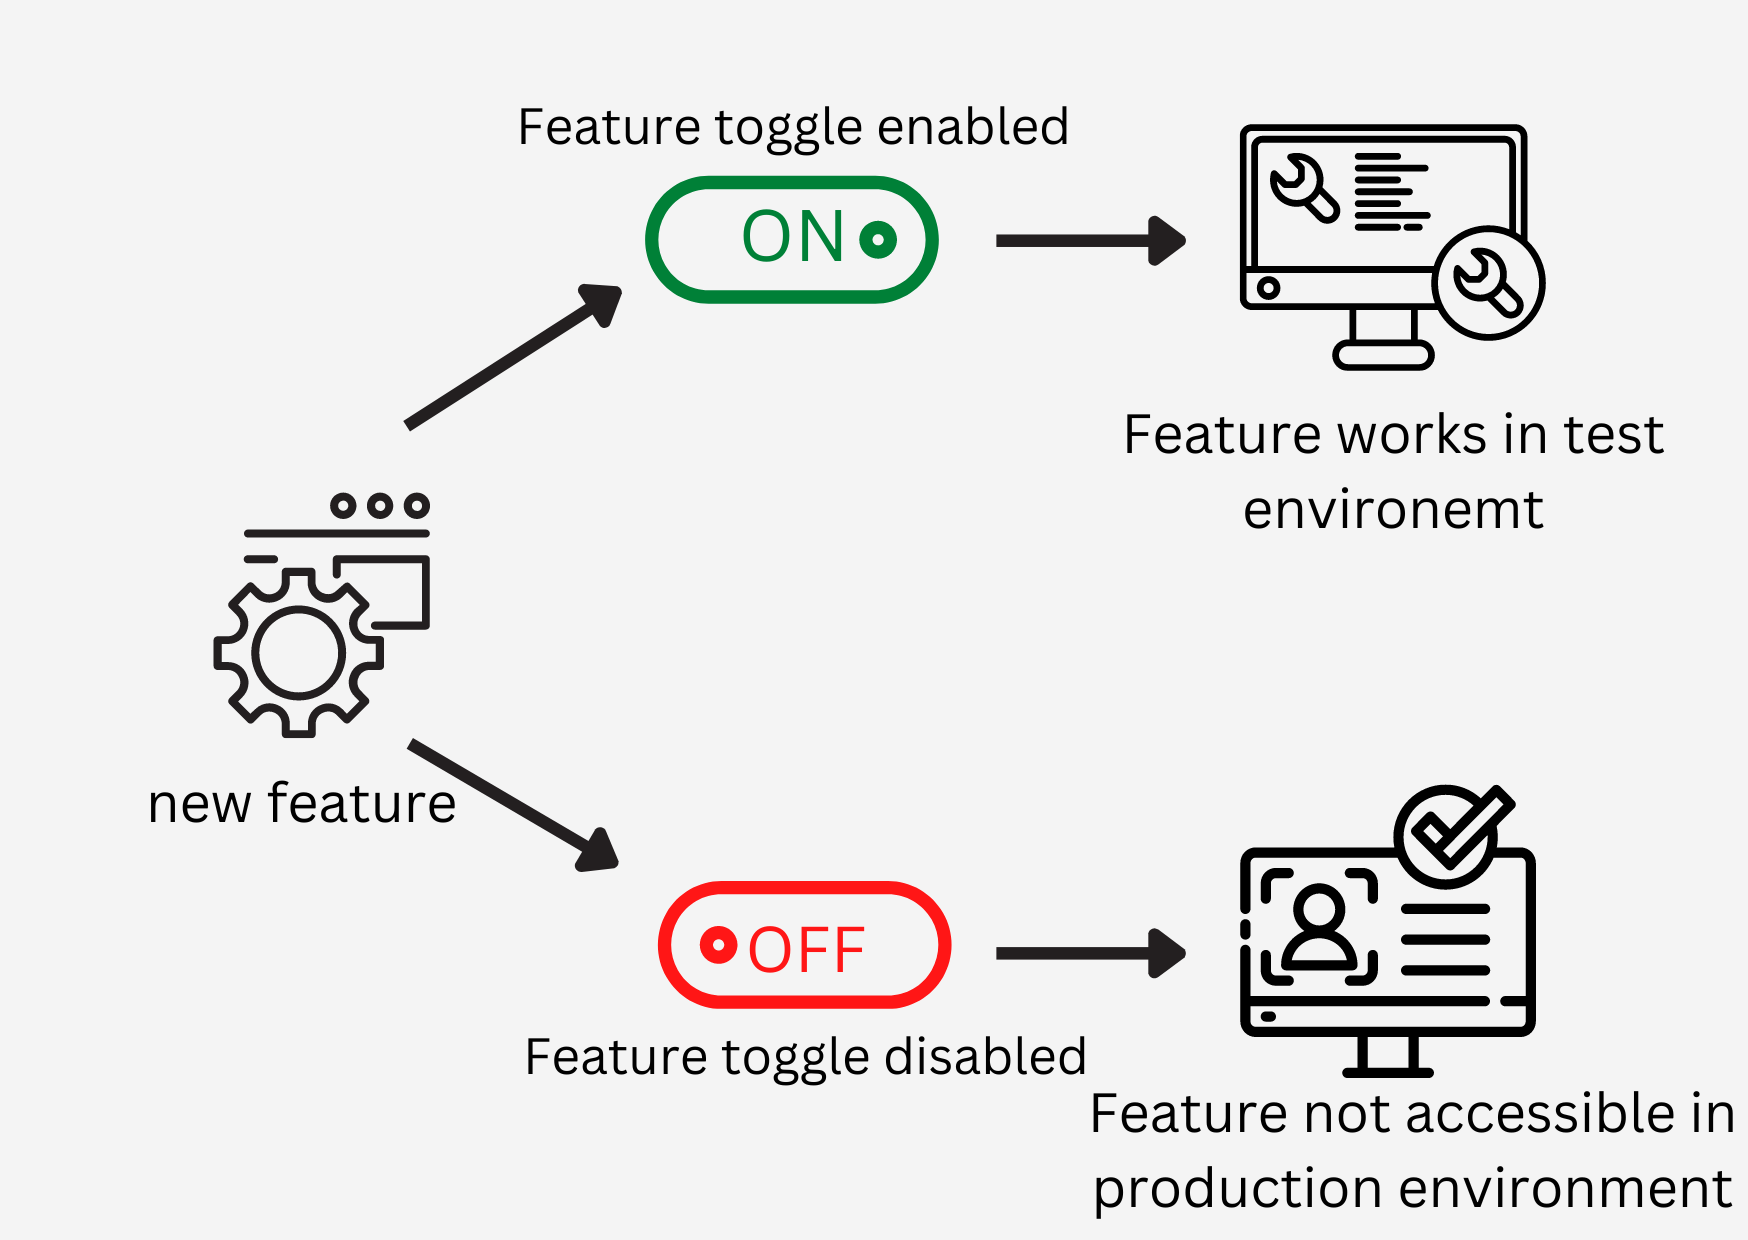 Feature toggle enabled
ON
Feature works in test
environemt
new feature
OFF
Feature toggle disabled
Feature not accessible in
production environment